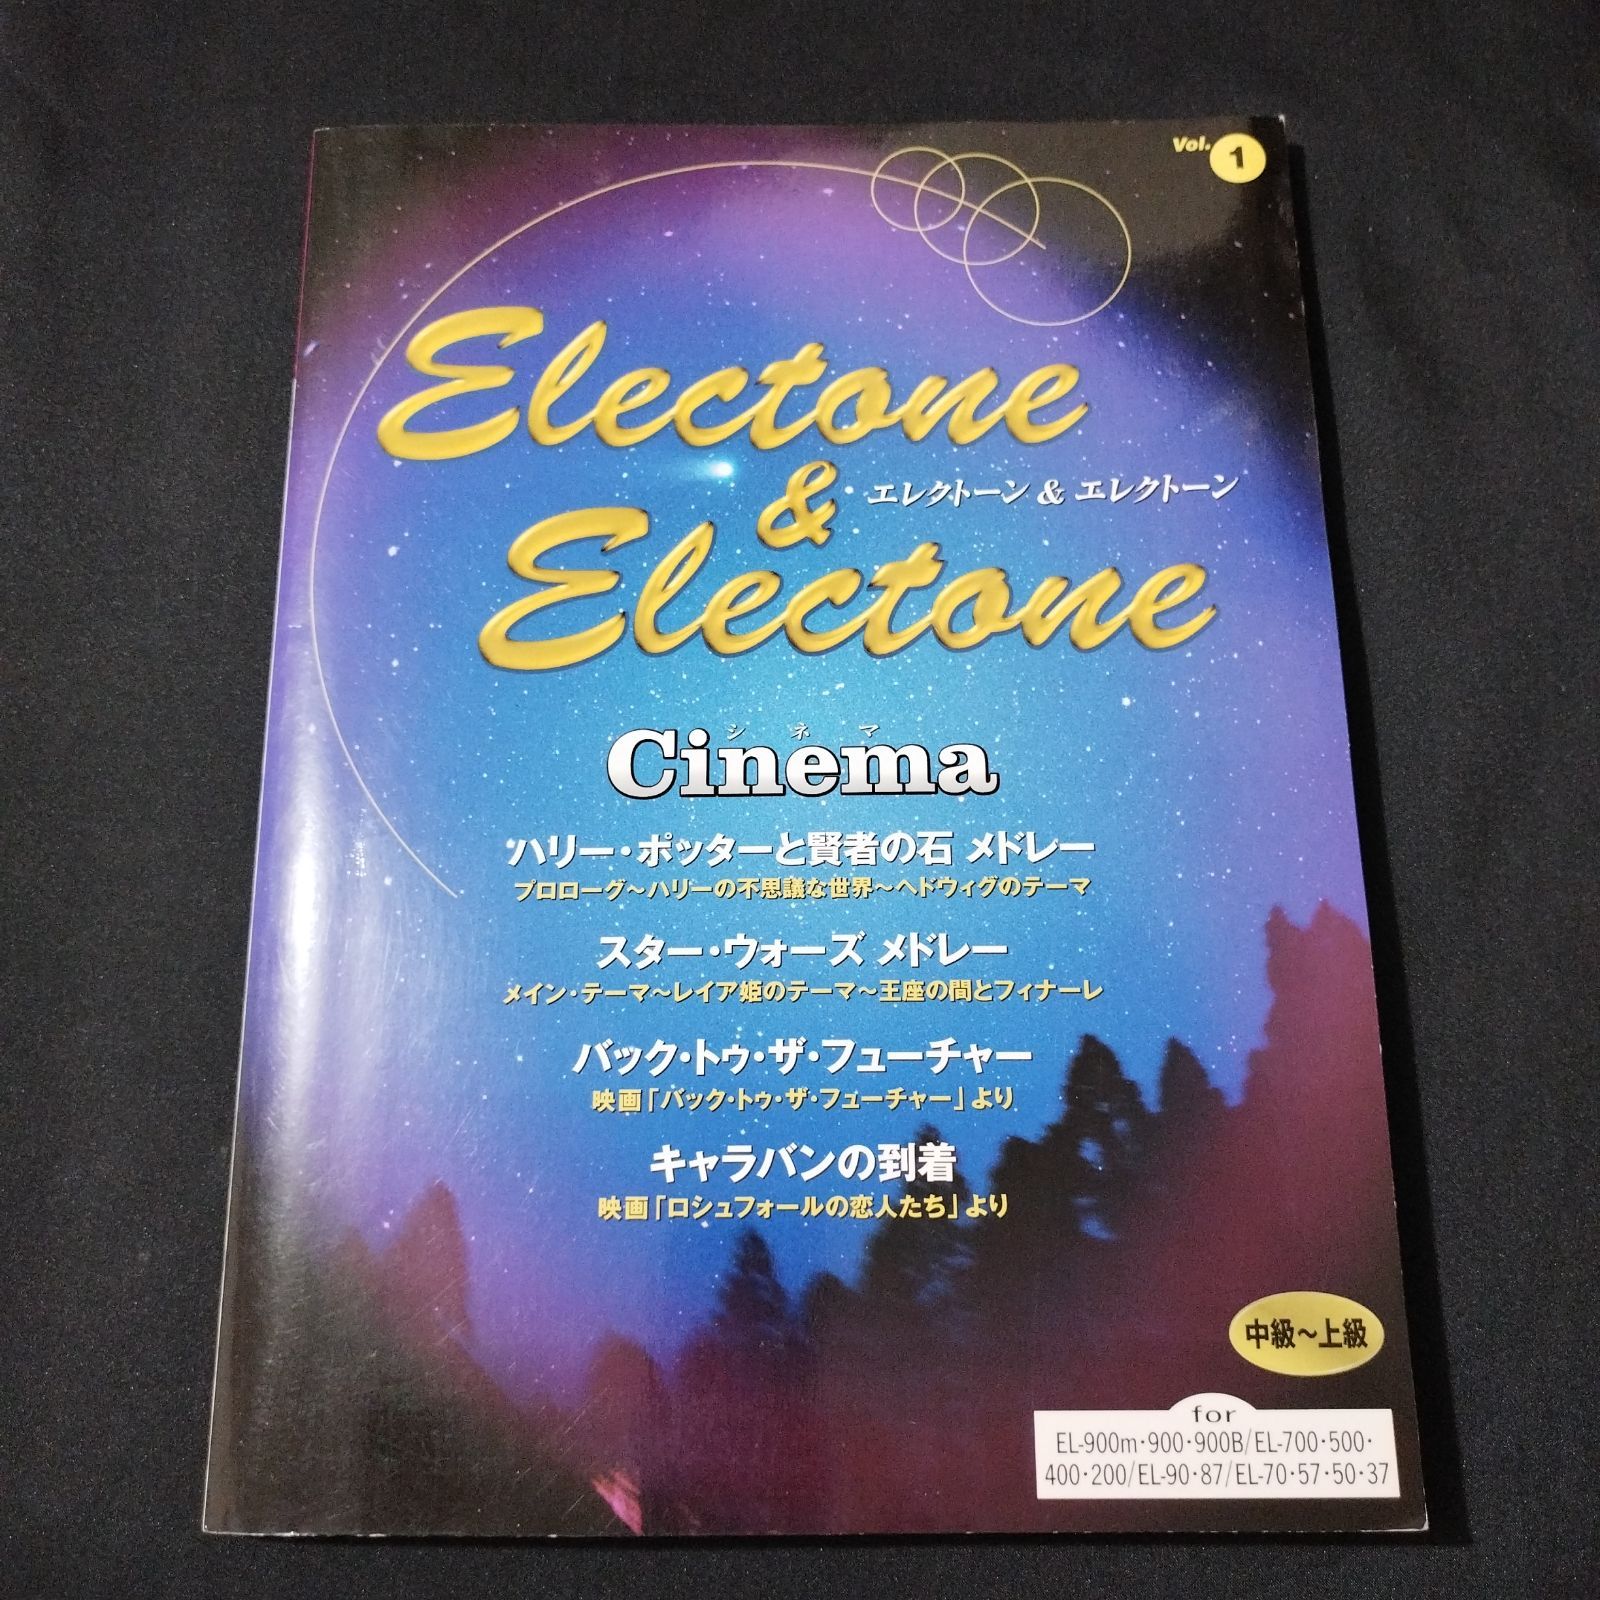 Vol. 1
Electone
&
エレクトーン & エレクトーン
Electone
シネマ
Cinema
ハリー・ポッターと賢者の石 メドレー
プロローグ~ハリーの不思議な世界~ヘドウィグのテーマ
スター・ウォーズ メドレー
メイン・テーマ~レイア姫のテーマ~王座の間とフィナーレ
バック・トゥ・ザ・フューチャー
映画「バック・トゥ・ザ・フューチャー」より
キャラバンの到着
映画「ロシュフォールの恋人たち」より
中級~上級
for
EL-900m・900・900B/EL-700・500・
400・200/EL-90・87/EL-70・57・50・37